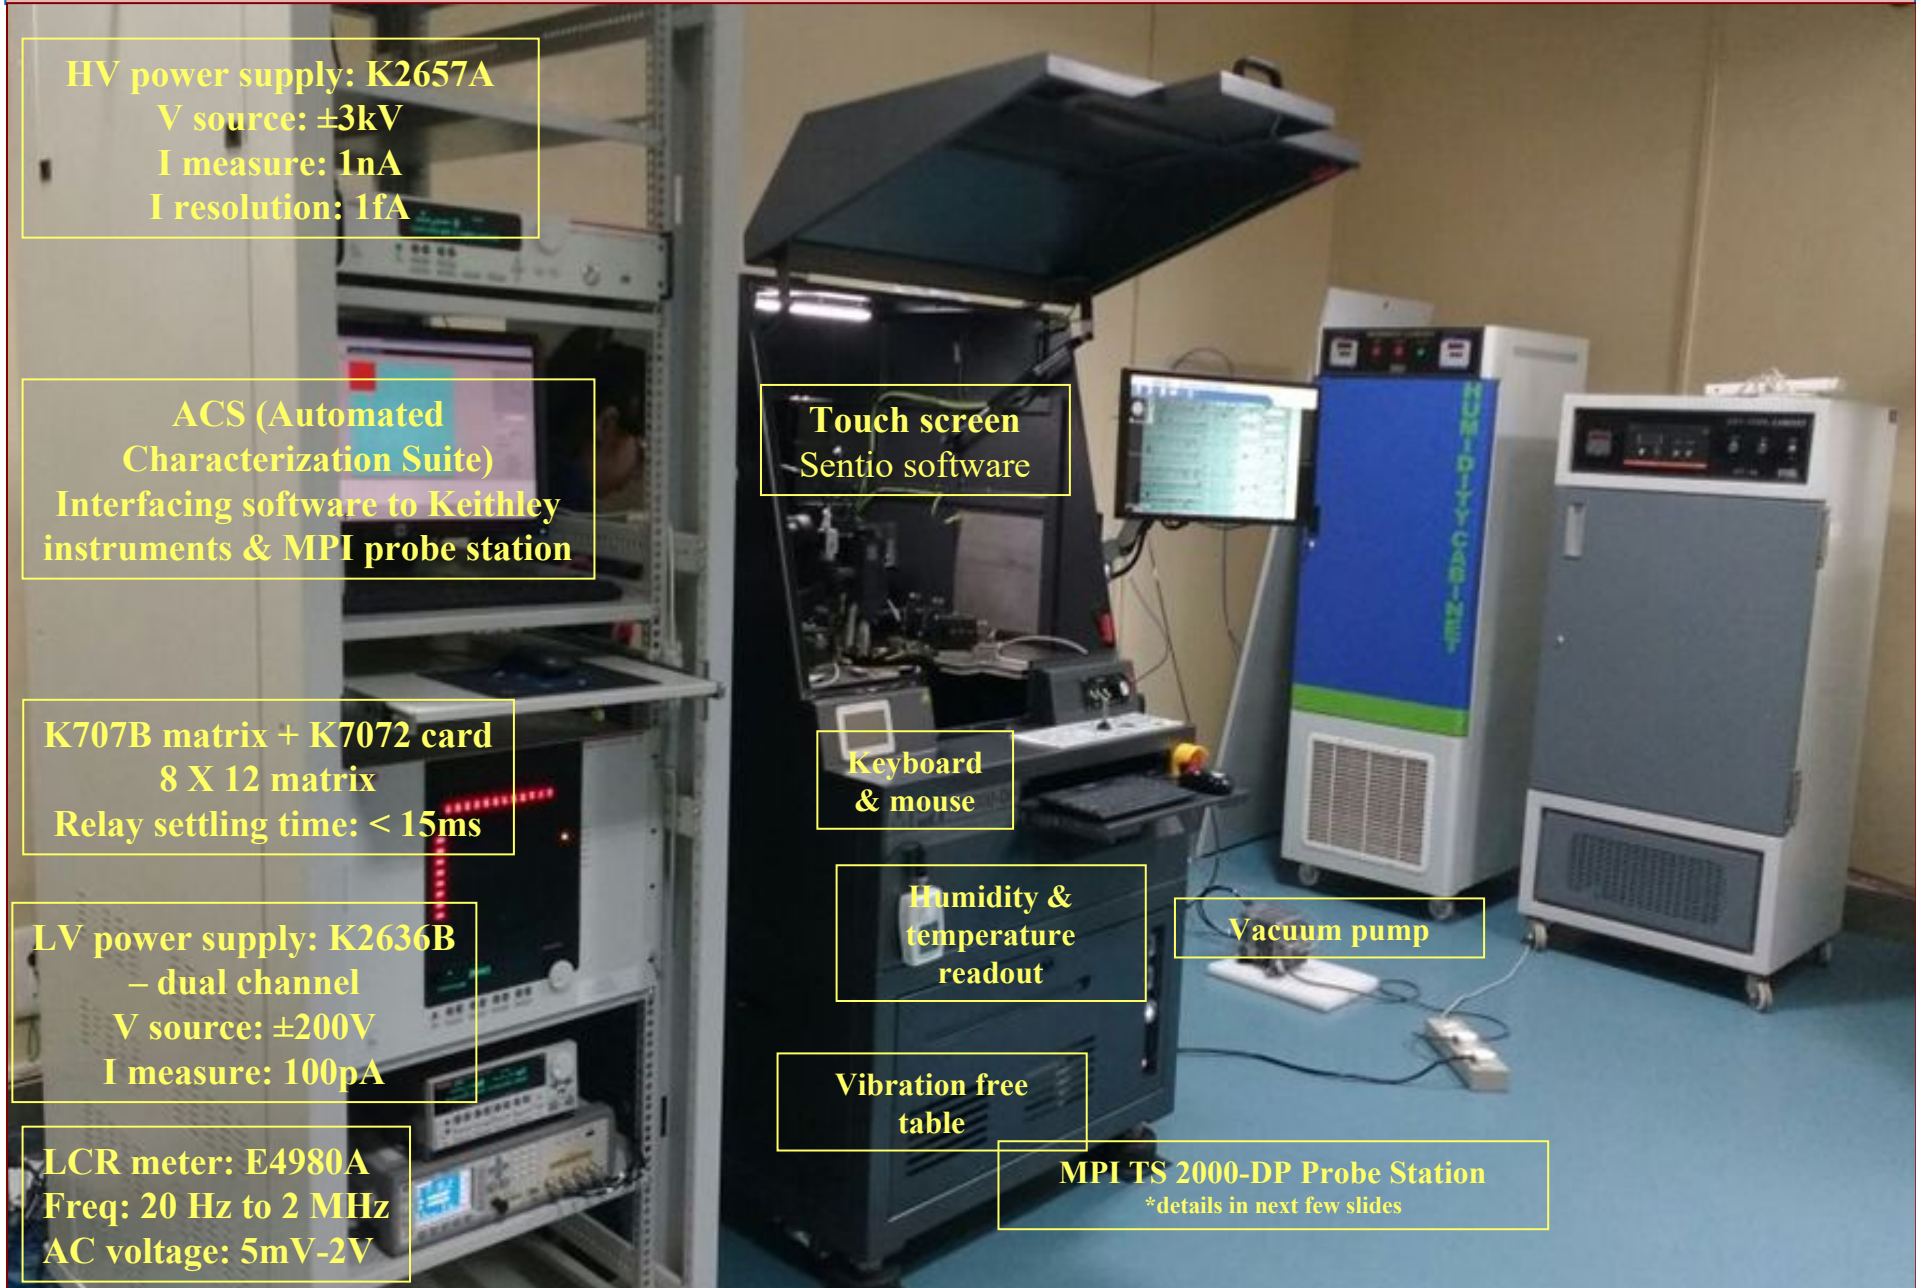 HV power supply: K2657A
V source: ±3kV
I measure: 1nA
I resolution: 1fA
ACS (Automated
Characterization Suite)
Interfacing software to Keithley
instruments & MPI probe station
K707B matrix + K7072 card
8 X 12 matrix
Relay settling time: < 15ms
LV power supply: K2636B
– dual channel
V source: ±200V
I measure: 100pA
LCR meter: E4980A
Freq: 20 Hz to 2 MHz
AC voltage: 5mV-2V
Touch screen
Sentio software
Keyboard
& mouse
Humidity &
temperature
readout
Vibration free
table
Vacuum pump
MPI TS 2000-DP Probe Station
*details in next few slides
HUMIDITY CABINET